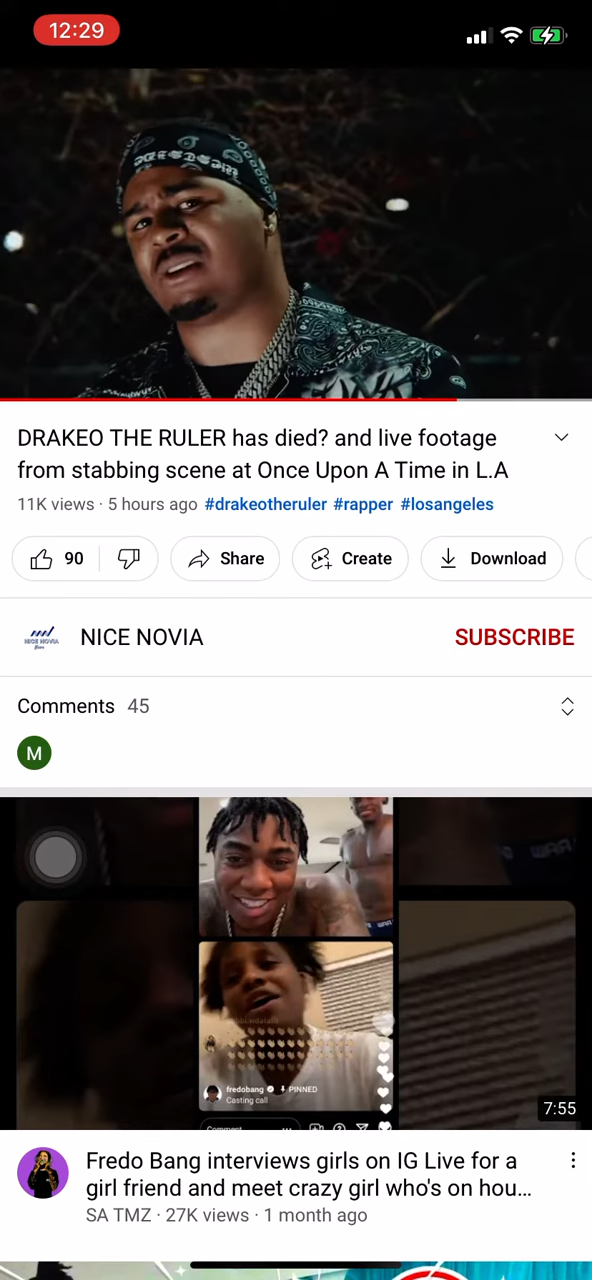 12:29
DRAKEO THE RULER has died? and live footage
from stabbing scene at Once Upon A Time in L.A
11K views · 5 hours ago #drakeotheruler #rapper #losangeles
90 Share Create Download
NICE NOVIA
NICE NOVIA SUBSCRIBE
Comments 45
M
fredobang PINNED
Casting call
Comment
7:55
Fredo Bang interviews girls on IG Live for a
girl friend and meet crazy girl who's on hou...
SA TMZ · 27K views · 1 month ago